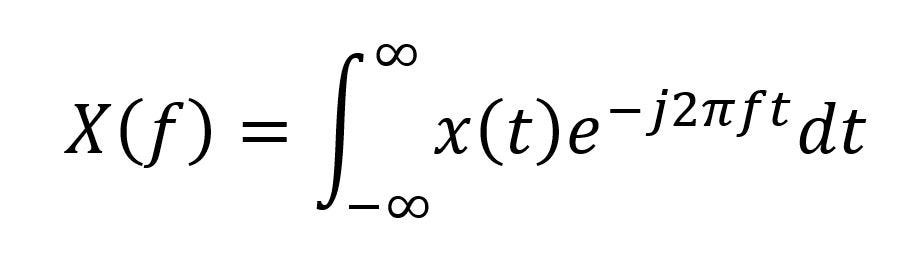 X(f) = ∫_{-∞}^{∞} x(t)e^{-j2πft} dt